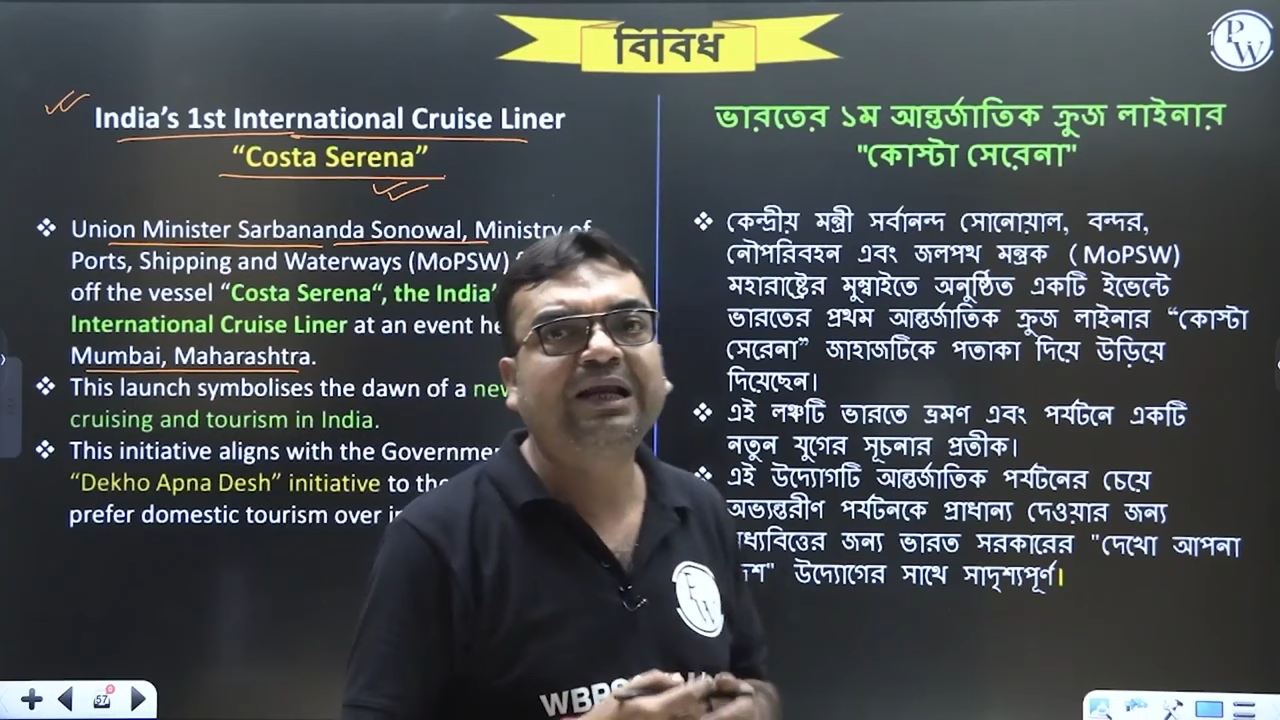 বিবিধ
PW
India's 1st International Cruise Liner
"Costa Serena"
❖ Union Minister Sarbananda Sonowal, Ministry of
Ports, Shipping and Waterways (MoPSW)
off the vessel "Costa Serena", the India'
International Cruise Liner at an event
Mumbai, Maharashtra.
❖ This launch symbolises the dawn of a
cruising and tourism in India.
❖ This initiative aligns with the
"Dekho Apna Desh" initiative to
prefer domestic tourism over
ভারতের ১ম আন্তর্জাতিক ক্রুজ লাইনার
"কোস্টা সেরেনা"
❖ কেন্দ্রীয় মন্ত্রী সর্বানন্দ সোনোয়াল, বন্দর,
নৌপরিবহন এবং জলপথ মন্ত্রক (MoPSW)
মহারাষ্ট্রের মুম্বাইতে অনুষ্ঠিত একটি ইভেন্টে
ভারতের প্রথম আন্তর্জাতিক ক্রুজ লাইনার "কোস্টা
সেরেনা" জাহাজটিকে পতাকা দিয়ে উড়িয়ে
দিয়েছেন।
❖ এই লঞ্চটি ভারতে ভ্রমণ এবং পর্যটনে একটি
নতুন যুগের সূচনার প্রতীক।
❖ এই উদ্যোগটি আন্তর্জাতিক পর্যটনের চেয়ে
অভ্যন্তরীণ পর্যটনকে প্রাধান্য দেওয়ার জন্য
জন্য ভারত সরকারের "দেখো আপনা
উদ্যোগের সাথে সাদৃশ্যপূর্ণ।
PW
57